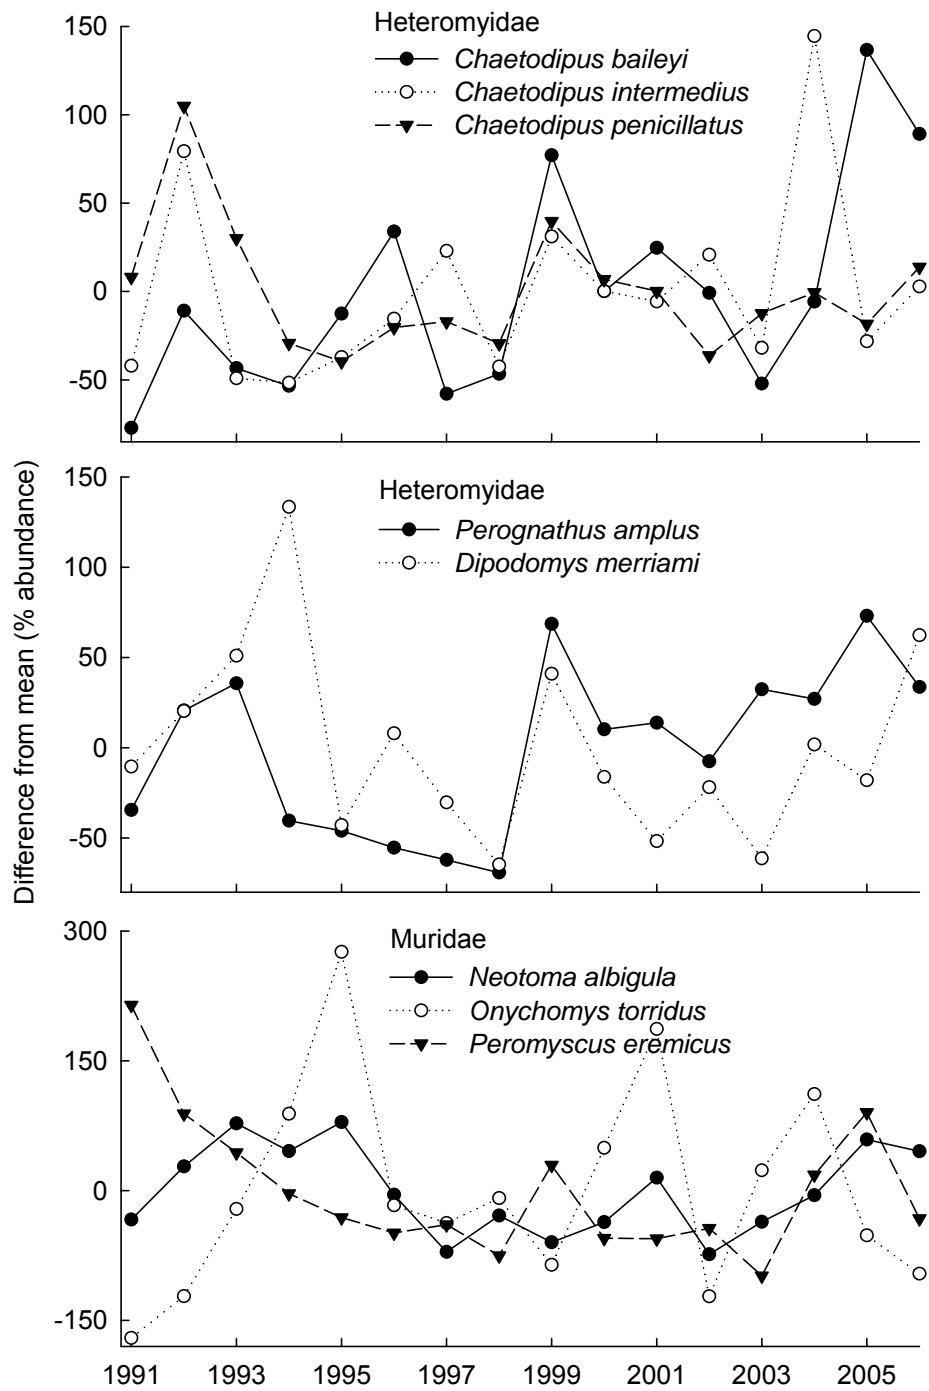 Heteromyidae
Chaetodipus baileyi
Chaetodipus intermedius
Chaetodipus penicillatus
150
100
50
0
-50
Difference from mean (% abundance)
Heteromyidae
Perognathus amplus
Dipodomys merriami
150
100
50
0
-50
Muridae
Neotoma albigula
Onychomys torridus
Peromyscus eremicus
300
150
0
-150
1991 1993 1995 1997 1999 2001 2003 2005